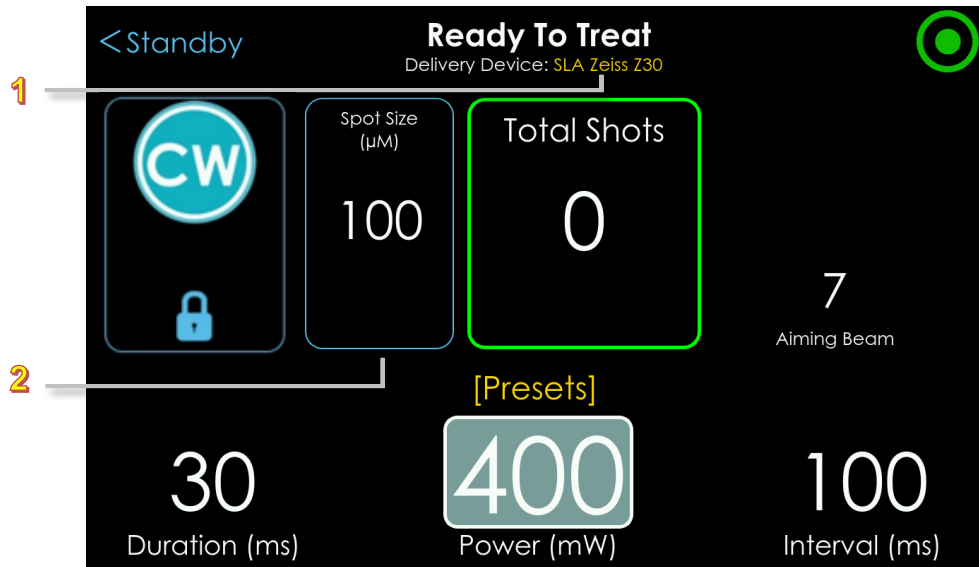 <Standby
Ready To Treat
Delivery Device: SLA Zeiss Z30
1
CW
Spot Size
(µM)
100
Total Shots
0
7
Aiming Beam
2
[Presets]
30
Duration (ms)
400
Power (mW)
100
Interval (ms)